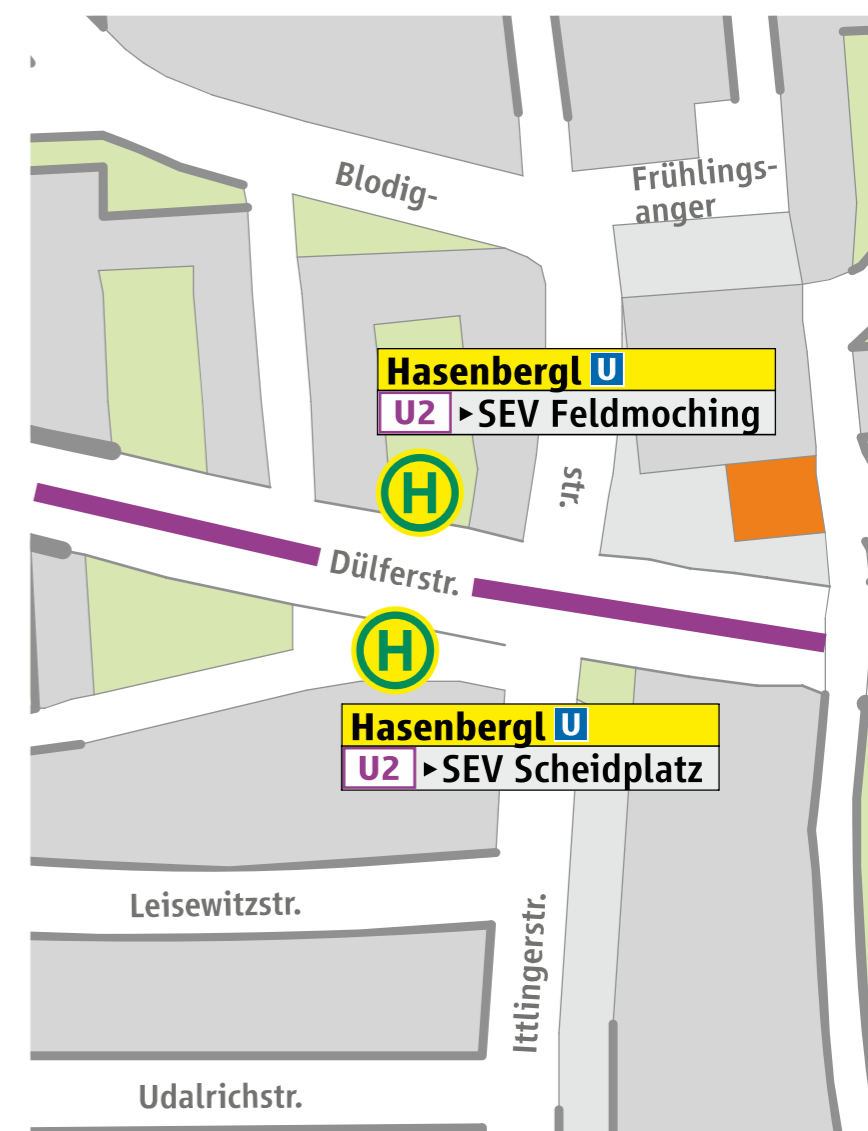 Blodig-
Frühlings-
anger
Hasenbergl U
U2 ▸SEV Feldmoching
str.
H
Dülferstr.
H
Hasenbergl U
U2 ▸SEV Scheidplatz
Leisewitzstr.
Ittlingerstr.
Udalrichstr.